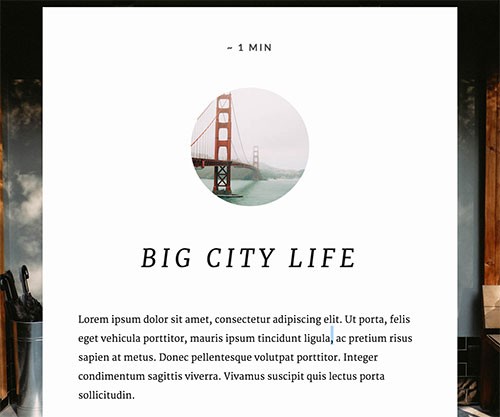 ~ 1 MIN
BIG CITY LIFE
Lorem ipsum dolor sit amet, consectetur adipiscing elit. Ut porta, felis
eget vehicula porttitor, mauris ipsum tincidunt ligula, ac pretium risus
sapien at metus. Donec pellentesque volutpat porttitor. Integer
condimentum sagittis viverra. Vivamus suscipit quis lectus porta
sollicitudin.